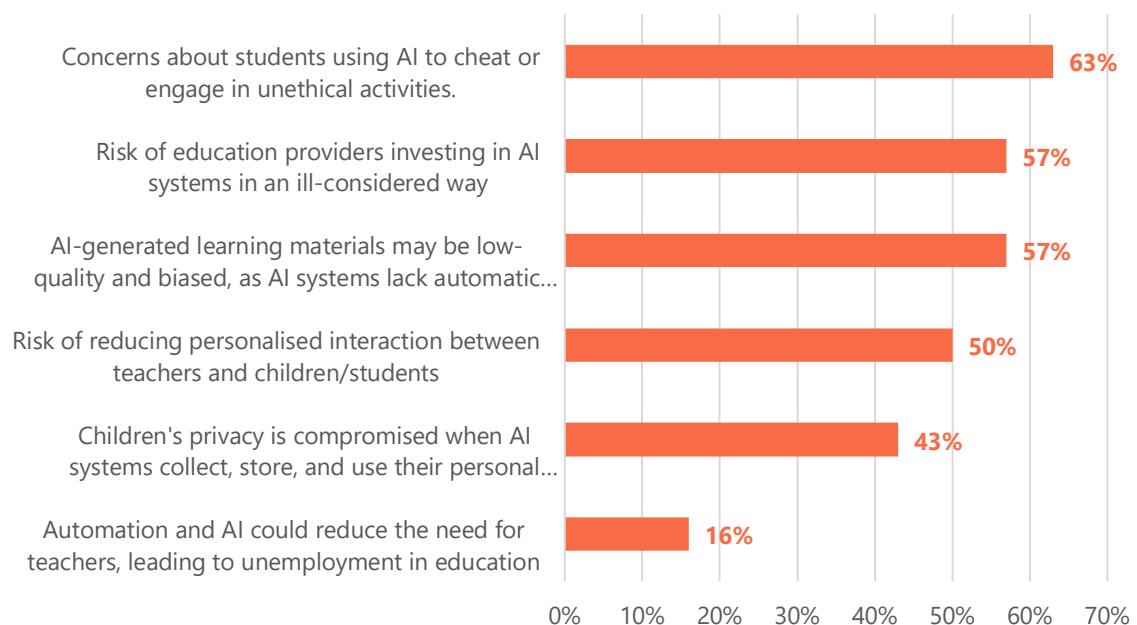 Concerns about students using AI to cheat or
engage in unethical activities.
63%
Risk of education providers investing in AI
systems in an ill-considered way
57%
AI-generated learning materials may be low-
quality and biased, as AI systems lack automatic...
57%
Risk of reducing personalised interaction between
teachers and children/students
50%
Children's privacy is compromised when AI
systems collect, store, and use their personal...
43%
Automation and AI could reduce the need for
teachers, leading to unemployment in education
16%
0% 10% 20% 30% 40% 50% 60% 70%